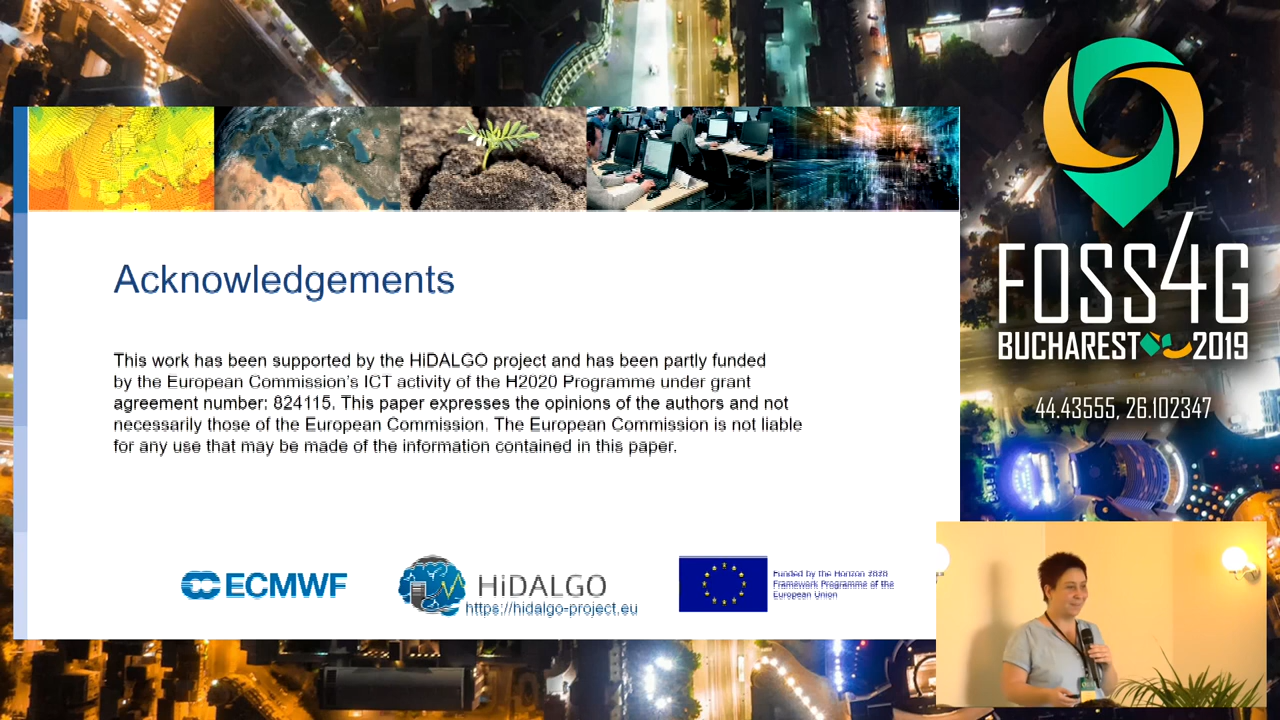 Acknowledgements
This work has been supported by the HiDALGO project and has been partly funded
by the European Commission's ICT activity of the H2020 Programme under grant
agreement number: 824115. This paper expresses the opinions of the authors and not
necessarily those of the European Commission. The European Commission is not liable
for any use that may be made of the information contained in this paper.
ECMWF
HiDALGO
https://hidalgo-project.eu
Funded by the Horizon 2020
Framework Programme of the
European Union
FOSS4G
BUCHAREST 2019
44.43555, 26.102347